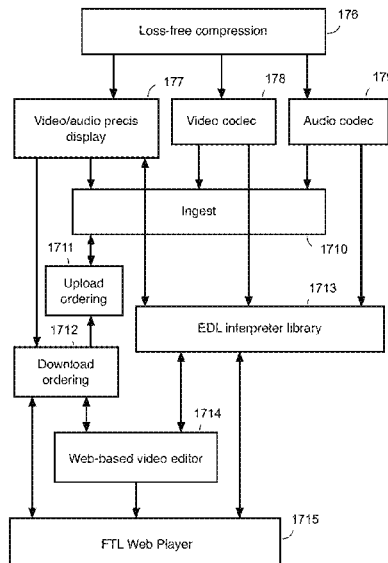 Loss-free compression
176
177
178
179
Video/audio precis
display
Video codec
Audio codec
Ingest
1710
1711
Upload
ordering
1713
EDL interpreter library
1712
Download
ordering
1714
Web-based video editor
1715
FTL Web Player